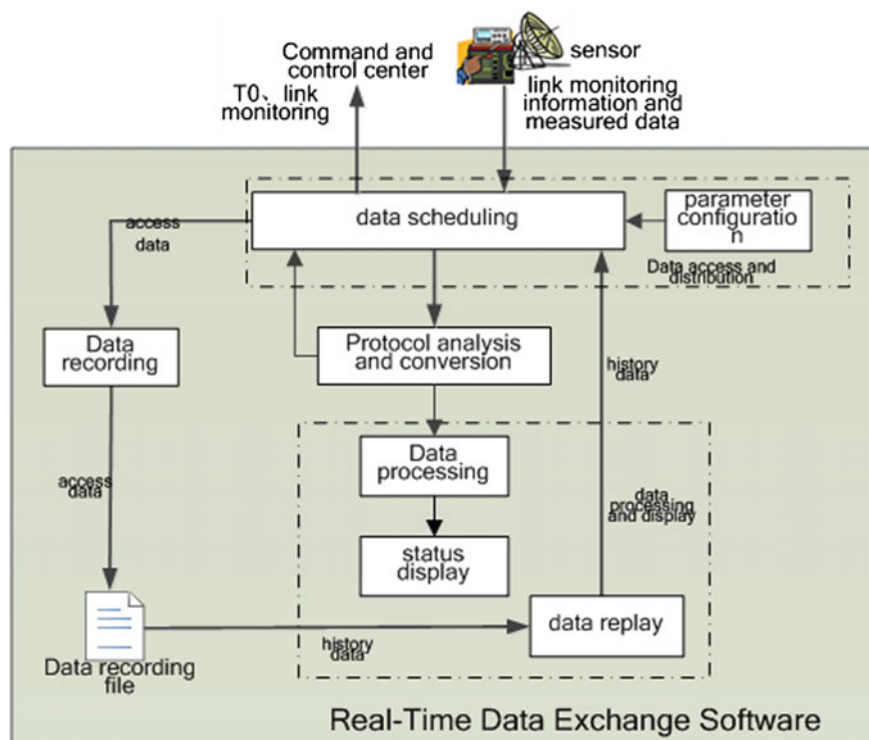 Command and
control center
T0、link
monitoring
sensor
link monitoring
information and
measured data
data scheduling
parameter
configuratio
n
access
data
Data access and
distribution
Data
recording
Protocol analysis
and conversion
history
data
access
data
Data
processing
data
processing
and display
status
display
data replay
history
data
Data recording
file
Real-Time Data Exchange Software